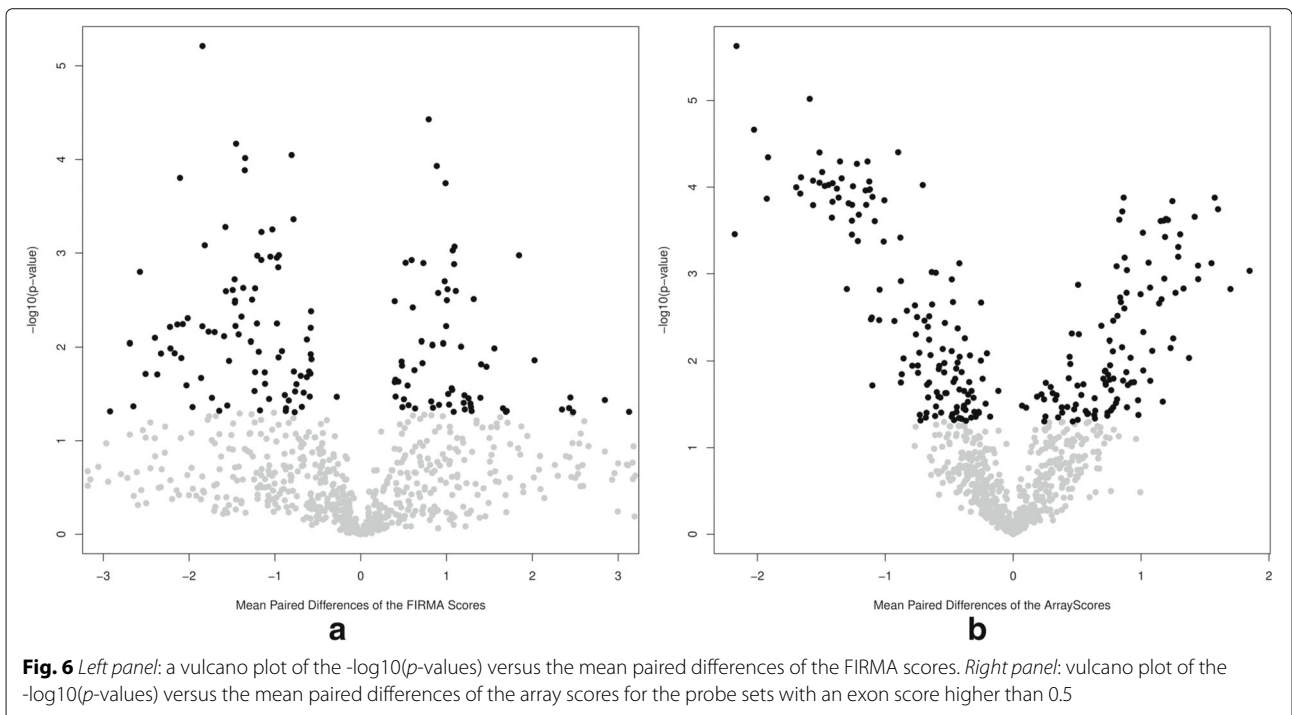 5
4
3
2
1
0
-log10(p-value)
-3 -2 -1 0 1 2 3
Mean Paired Differences of the FIRMA Scores
a
5
4
3
2
1
0
-log10(p-value)
-2 -1 0 1 2
Mean Paired Differences of the ArrayScores
b
Fig. 6 Left panel: a vulcano plot of the -log10(p-values) versus the mean paired differences of the FIRMA scores. Right panel: vulcano plot of the
-log10(p-values) versus the mean paired differences of the array scores for the probe sets with an exon score higher than 0.5